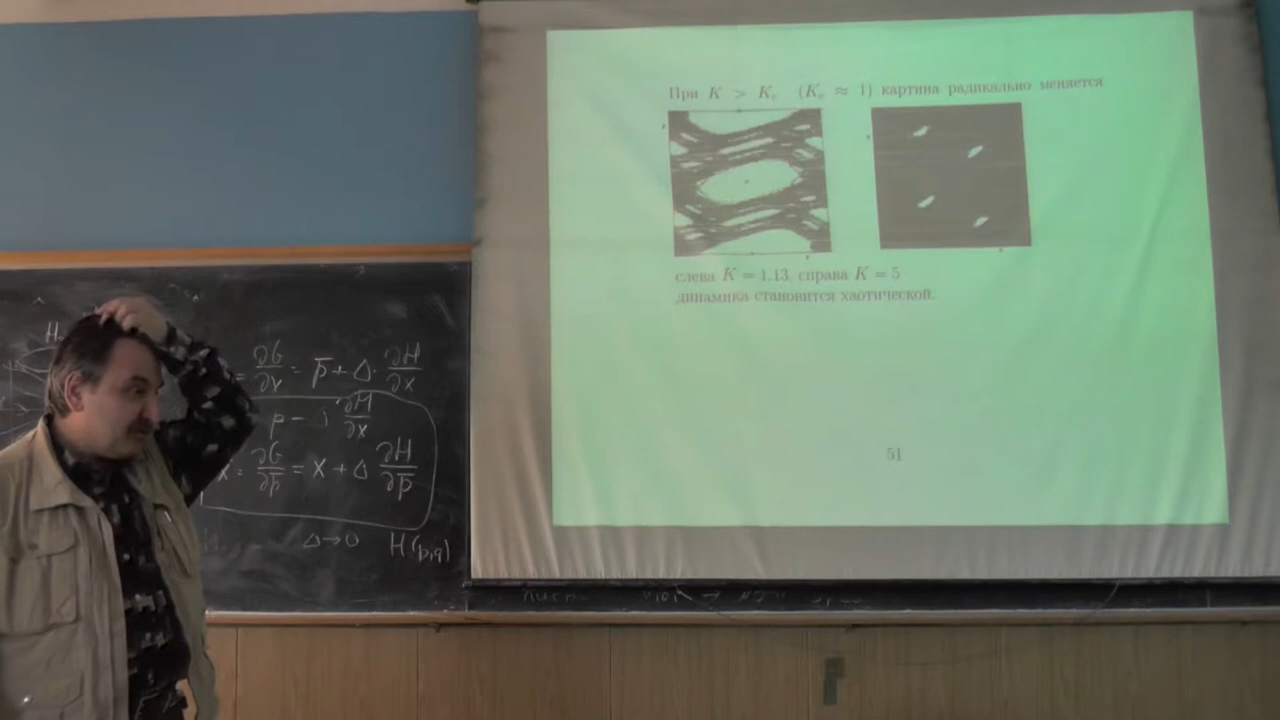 При K > K_c (K_c ≈ 1) картина радикально меняется
слева K = 1.13, справа K = 5
динамика становится хаотической.
51
= ∂G/∂x = p̅ + Δ · ∂H/∂x
p - ∂H/∂x
x = ∂G/∂p̅ = x + Δ ∂H/∂p̅
Δ→0 H(p,q)